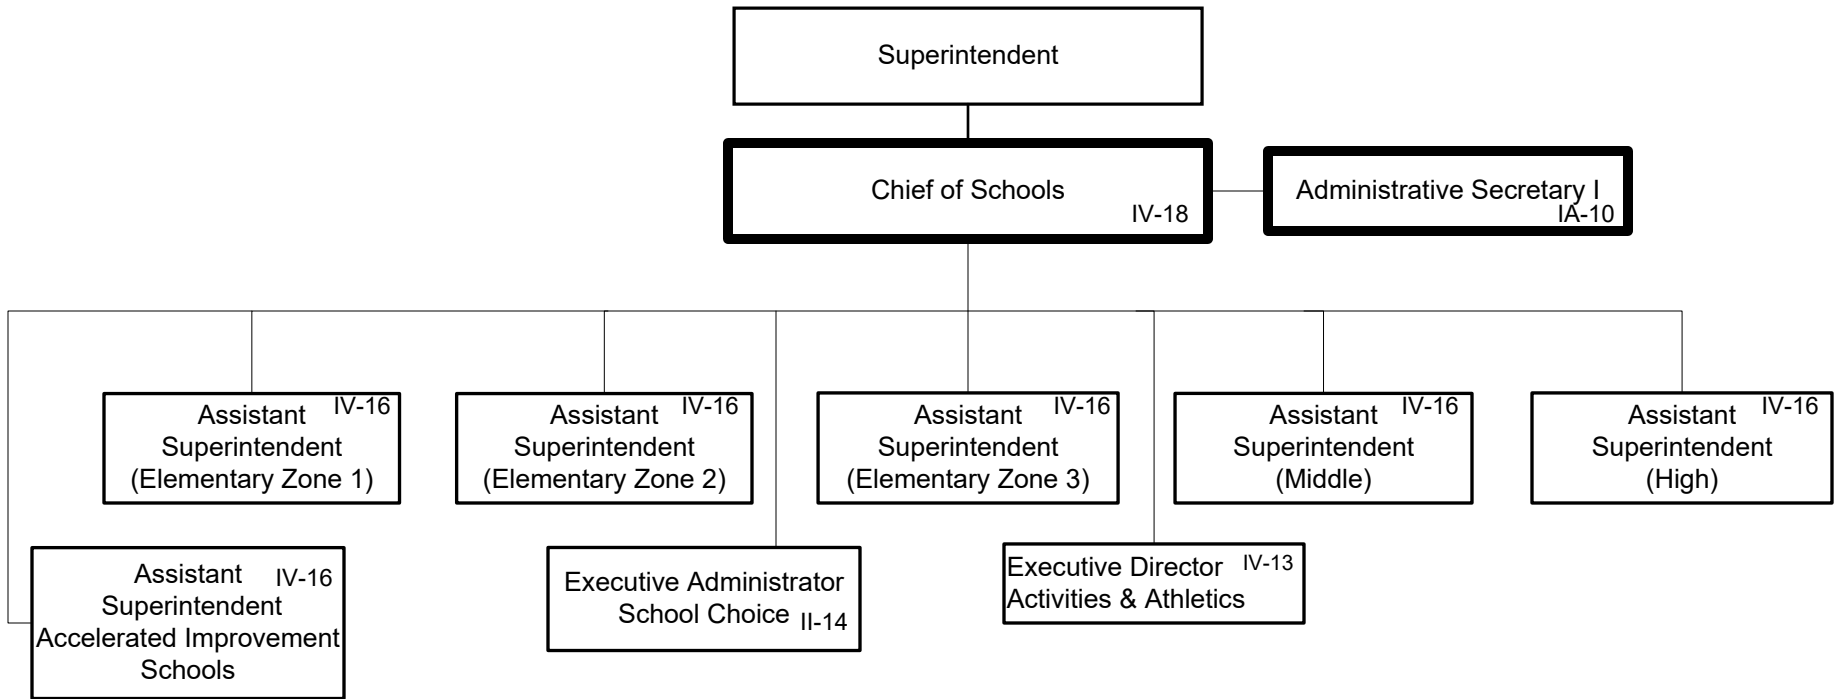 Superintendent
Chief of Schools
IV-18
Administrative Secretary I
IA-10
Assistant IV-16
Superintendent
(Elementary Zone 1)
Assistant IV-16
Superintendent
(Elementary Zone 2)
Assistant IV-16
Superintendent
(Elementary Zone 3)
Assistant IV-16
Superintendent
(Middle)
Assistant IV-16
Superintendent
(High)
Assistant IV-16
Superintendent
Accelerated Improvement
Schools
Executive Administrator
School Choice II-14
Executive Director IV-13
Activities & Athletics